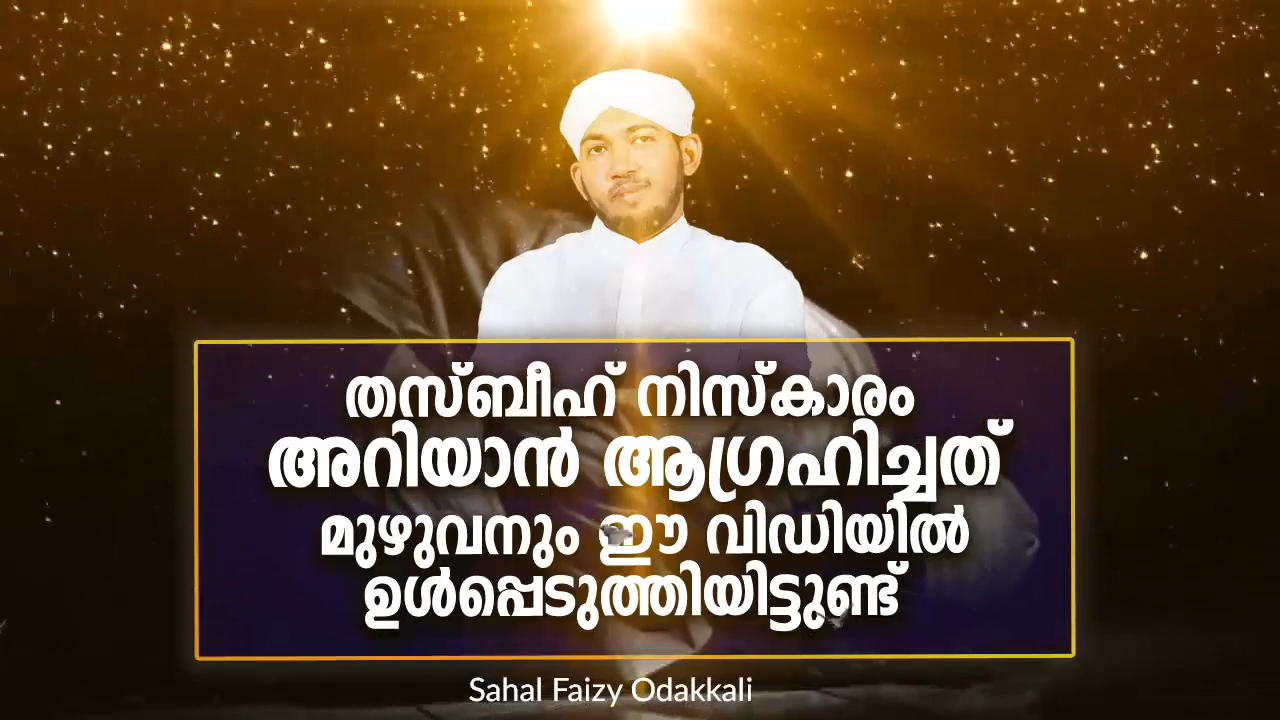 തസ്ബീഹ് നിസ്കാരം
അറിയാൻ ആഗ്രഹിച്ചത്
മുഴുവനും ഈ വിഡിയിൽ
ഉൾപ്പെടുത്തിയിട്ടുണ്ട്
Sahal Faizy Odakkali